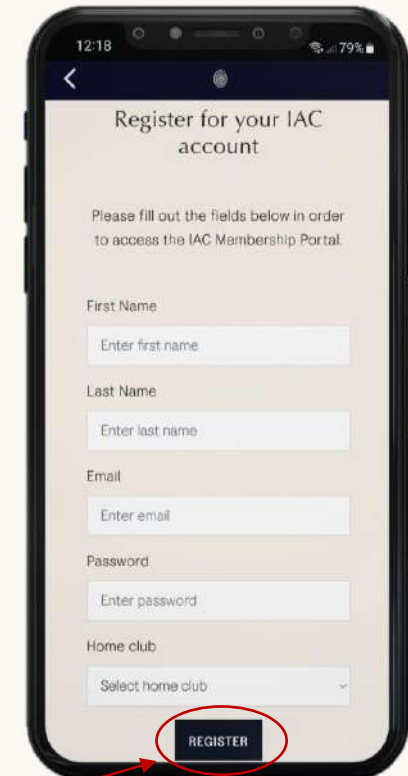 12:18
79%
Register for your IAC
account
Please fill out the fields below in order
to access the IAC Membership Portal.
First Name
Enter first name
Last Name
Enter last name
Email
Enter email
Password
Enter password
Home club
Select home club
REGISTER